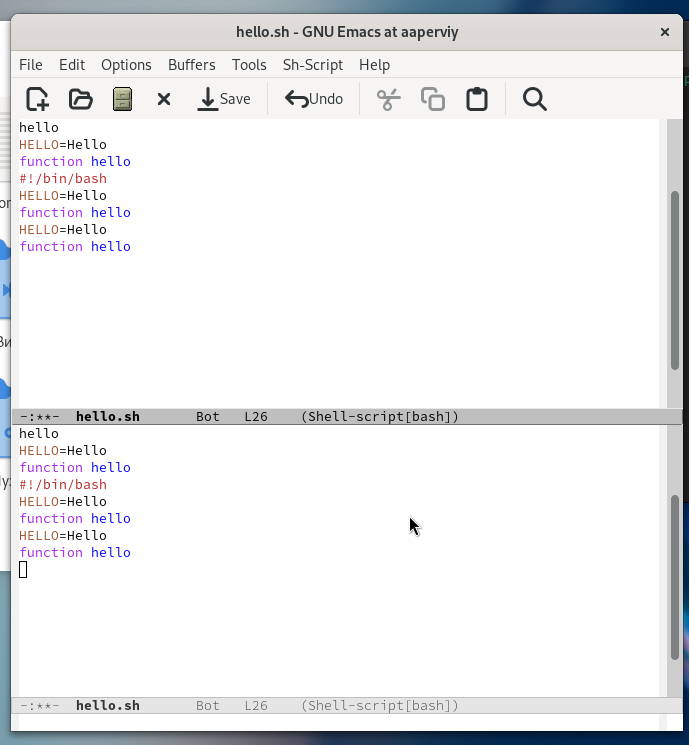 hello.sh - GNU Emacs at aaperviy ×
File Edit Options Buffers Tools Sh-Script Help
Save Undo
hello
HELLO=Hello
function hello
#!/bin/bash
HELLO=Hello
function hello
HELLO=Hello
function hello
-:**- hello.sh Bot L26 (Shell-script[bash])
hello
HELLO=Hello
function hello
#!/bin/bash
HELLO=Hello
function hello
HELLO=Hello
function hello
-:**- hello.sh Bot L26 (Shell-script[bash])